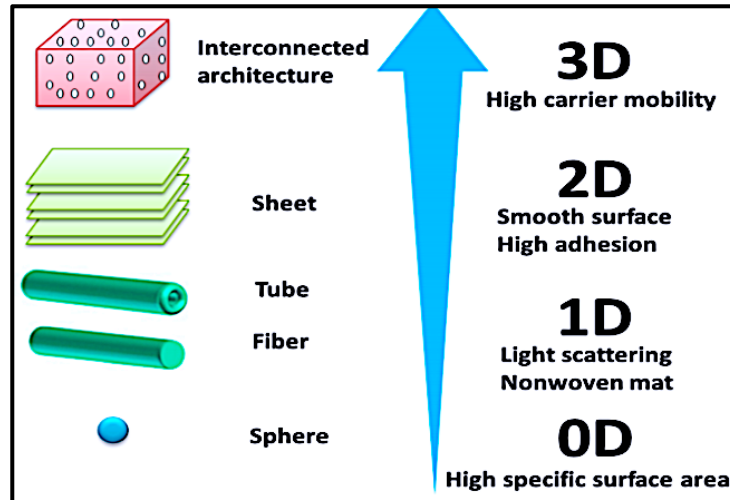 Interconnected
architecture
3D
High carrier mobility
Sheet
2D
Smooth surface
High adhesion
Tube
Fiber
1D
Light scattering
Nonwoven mat
Sphere
0D
High specific surface area